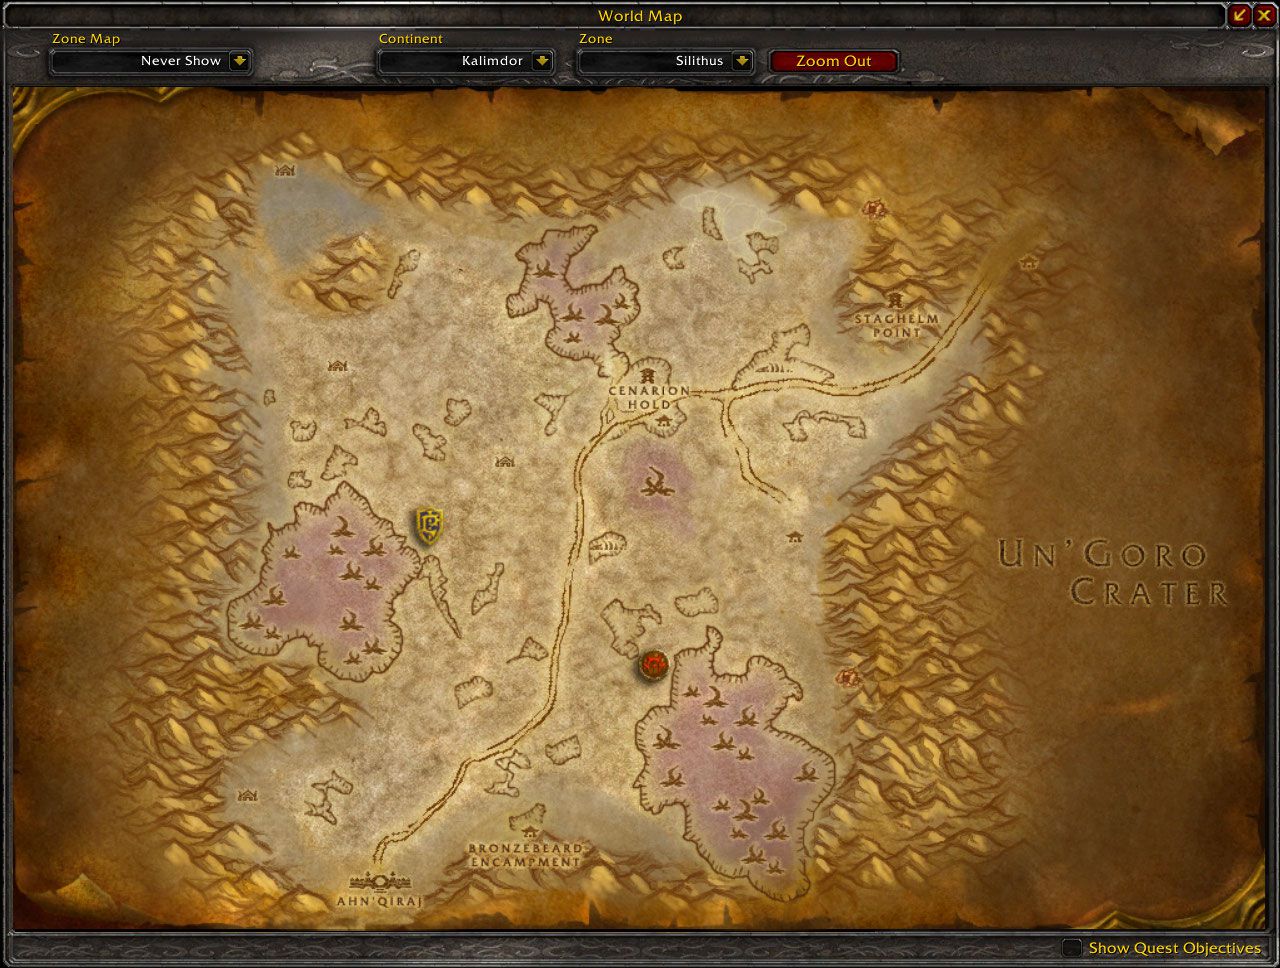 World Map
Zone Map
Continent
Zone
Never Show
Kalimdor
Silithus
Zoom Out
STAGHELM
POINT
CENARION
HOLD
UN'GORO
CRATER
BRONZEBEARD
ENCAMPMENT
AHN'QIRAJ
Show Quest Objectives